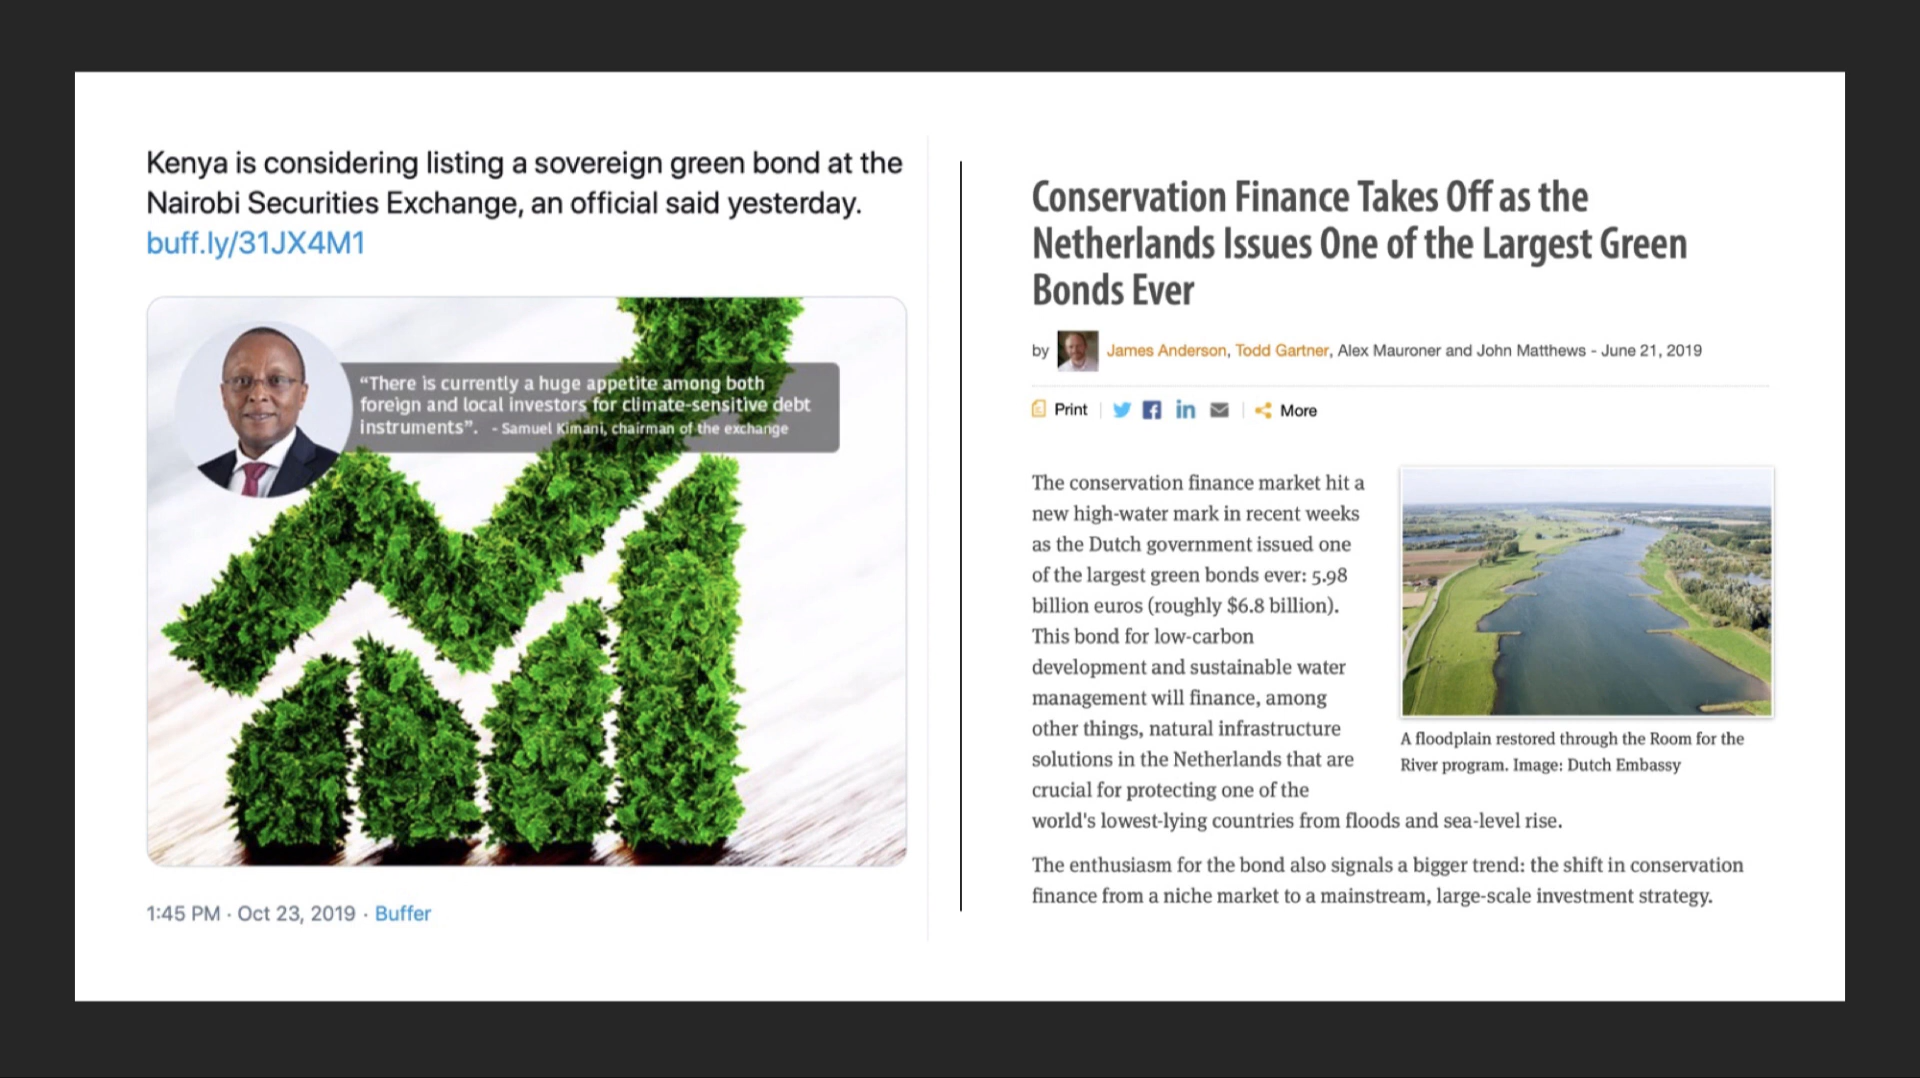 Kenya is considering listing a sovereign green bond at the
Nairobi Securities Exchange, an official said yesterday.
buff.ly/31JX4M1
“There is currently a huge appetite among both
foreign and local investors for climate-sensitive debt
instruments”. - Samuel Kimani, chairman of the exchange
1:45 PM · Oct 23, 2019 · Buffer
Conservation Finance Takes Off as the
Netherlands Issues One of the Largest Green
Bonds Ever
by James Anderson, Todd Gartner, Alex Mauroner and John Matthews - June 21, 2019
Print More
The conservation finance market hit a
new high-water mark in recent weeks
as the Dutch government issued one
of the largest green bonds ever: 5.98
billion euros (roughly $6.8 billion).
This bond for low-carbon
development and sustainable water
management will finance, among
other things, natural infrastructure
solutions in the Netherlands that are
crucial for protecting one of the
world's lowest-lying countries from floods and sea-level rise.
A floodplain restored through the Room for the
River program. Image: Dutch Embassy
The enthusiasm for the bond also signals a bigger trend: the shift in conservation
finance from a niche market to a mainstream, large-scale investment strategy.